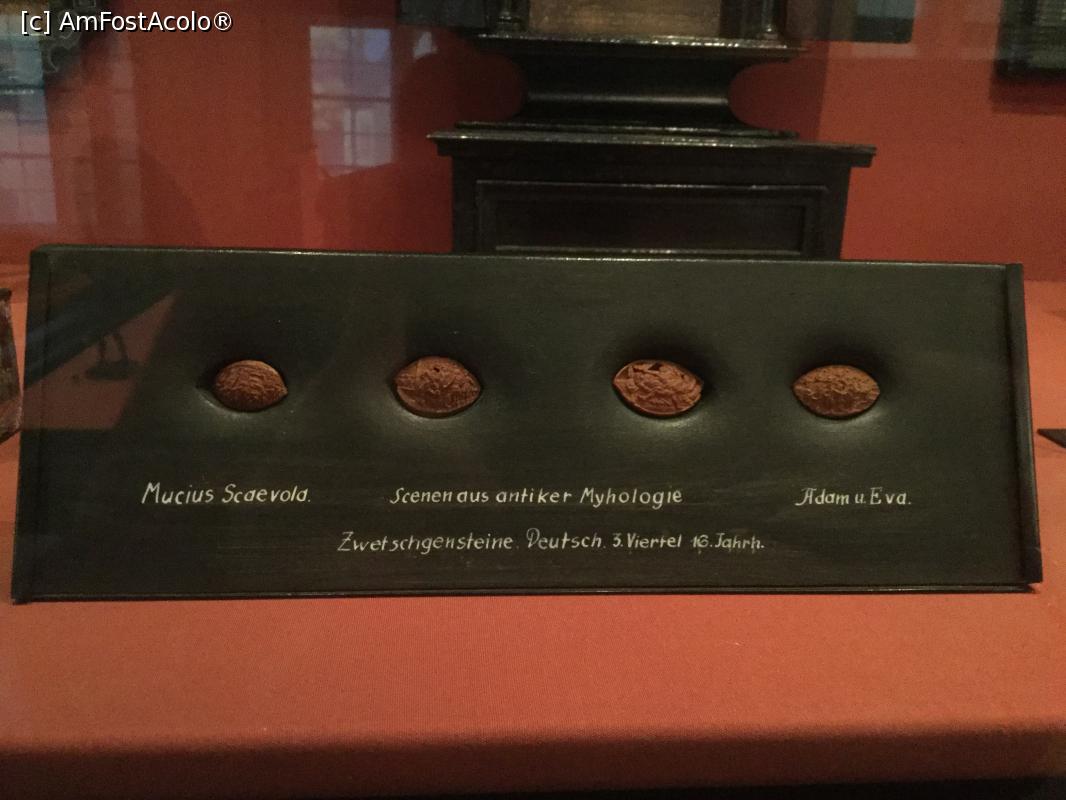 [c] AmFostAcolo®
Mucius Scaevola. Scenen aus antiker Myhologie Adam u. Eva.
Zwetschgensteine. Deutsch. 3. Viertel 16. Jahrh.